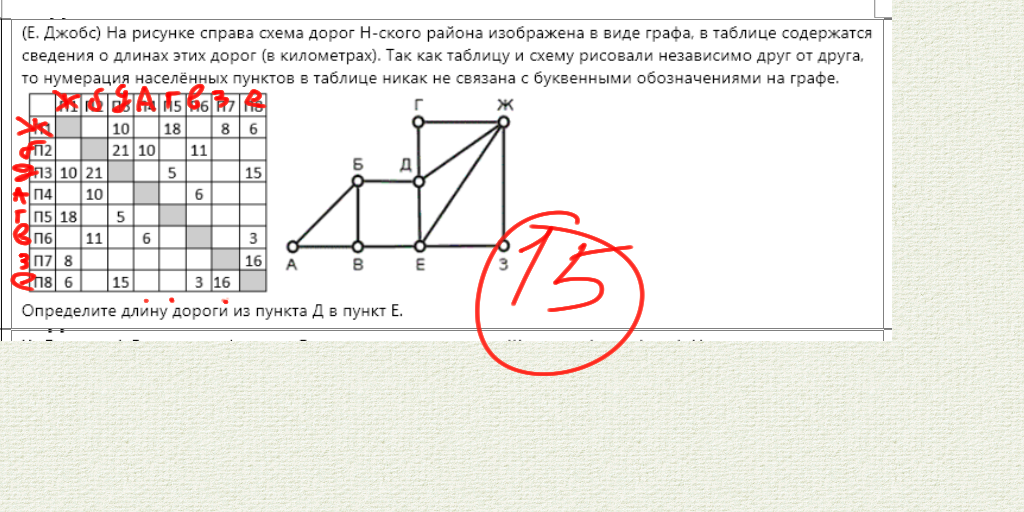 (Е. Джобс) На рисунке справа схема дорог Н-ского района изображена в виде графа, в таблице содержатся
сведения о длинах этих дорог (в километрах). Так как таблицу и схему рисовали независимо друг от друга,
то нумерация населённых пунктов в таблице никак не связана с буквенными обозначениями на графе.
Ж Б Д А Г В З Е
П1 П2 П3 П4 П5 П6 П7 П8
Ж П1 10 18 8 6
Б П2 21 10 11
Д П3 10 21 5 15
А П4 10 6
Г П5 18 5
В П6 11 6 3
З П7 8 16
П8 6 15 3 16
Г Ж
Б Д
А В Е З
15
Определите длину дороги из пункта Д в пункт Е.